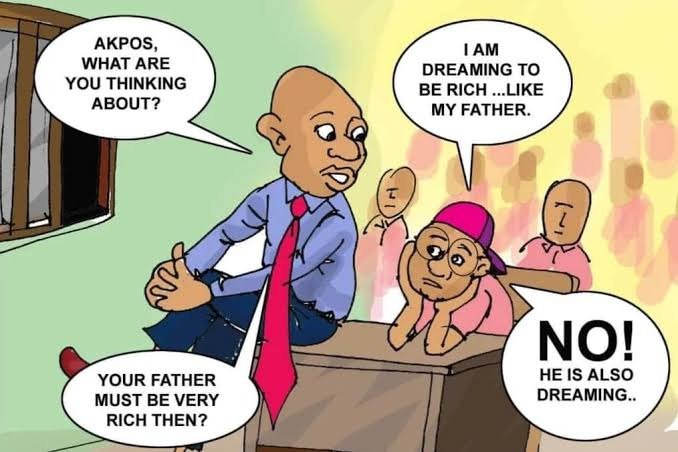 AKPOS,
WHAT ARE
YOU THINKING
ABOUT?
I AM
DREAMING TO
BE RICH ...LIKE
MY FATHER.
YOUR FATHER
MUST BE VERY
RICH THEN?
NO!
HE IS ALSO
DREAMING..